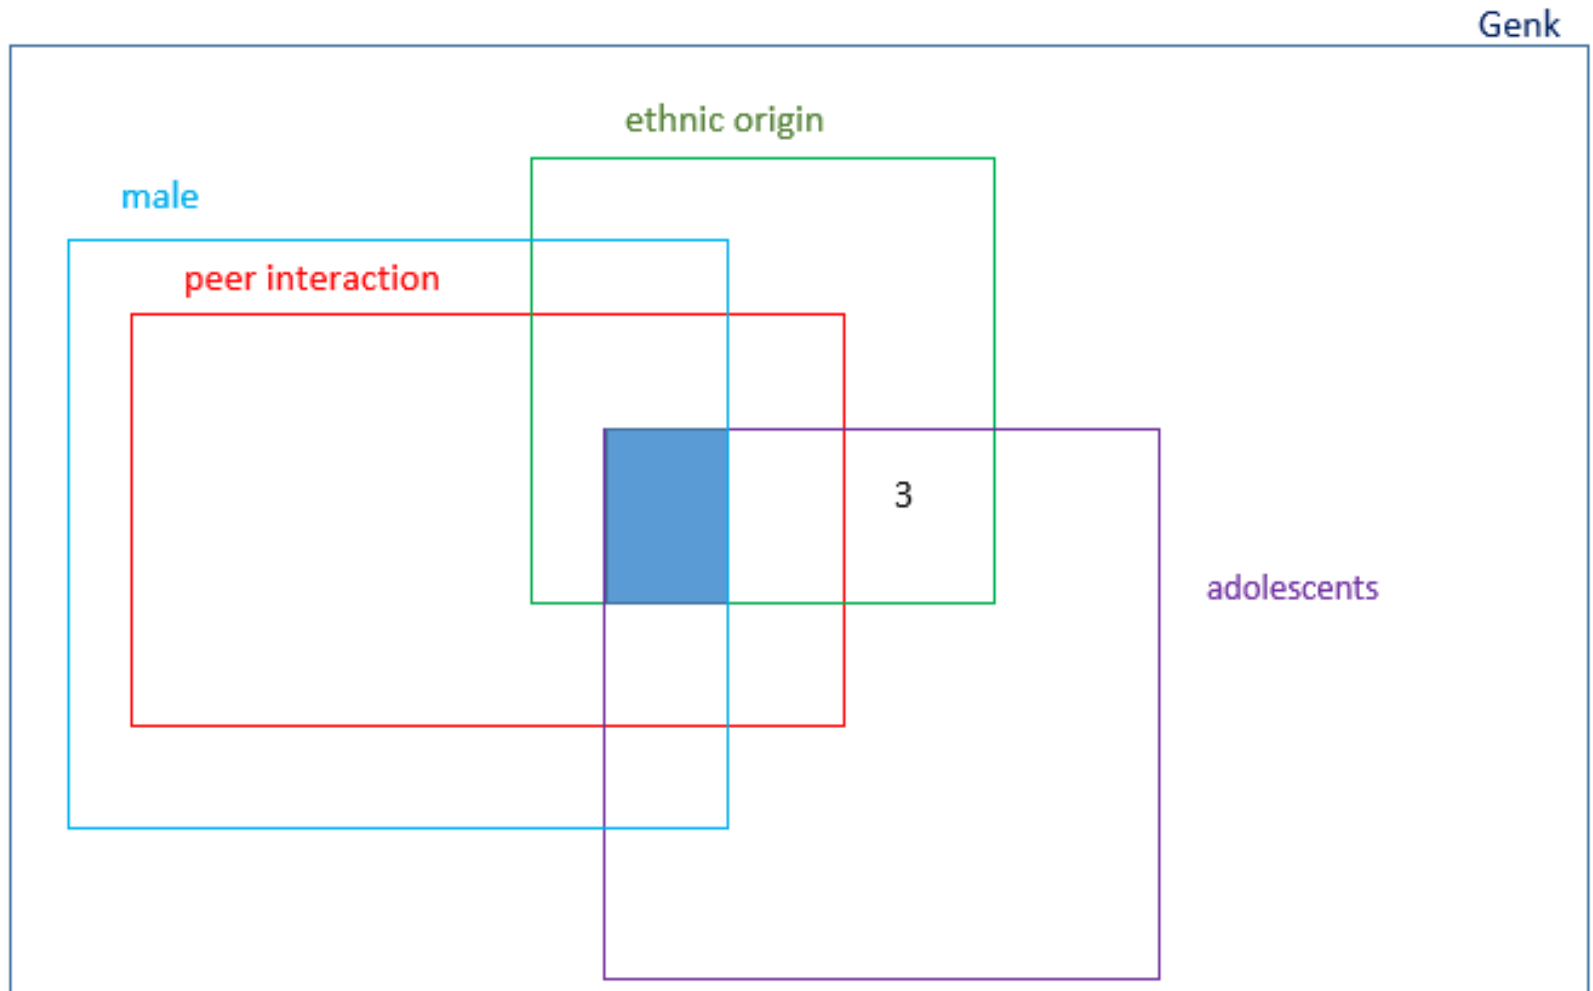 Genk
ethnic origin
male
peer interaction
3
adolescents